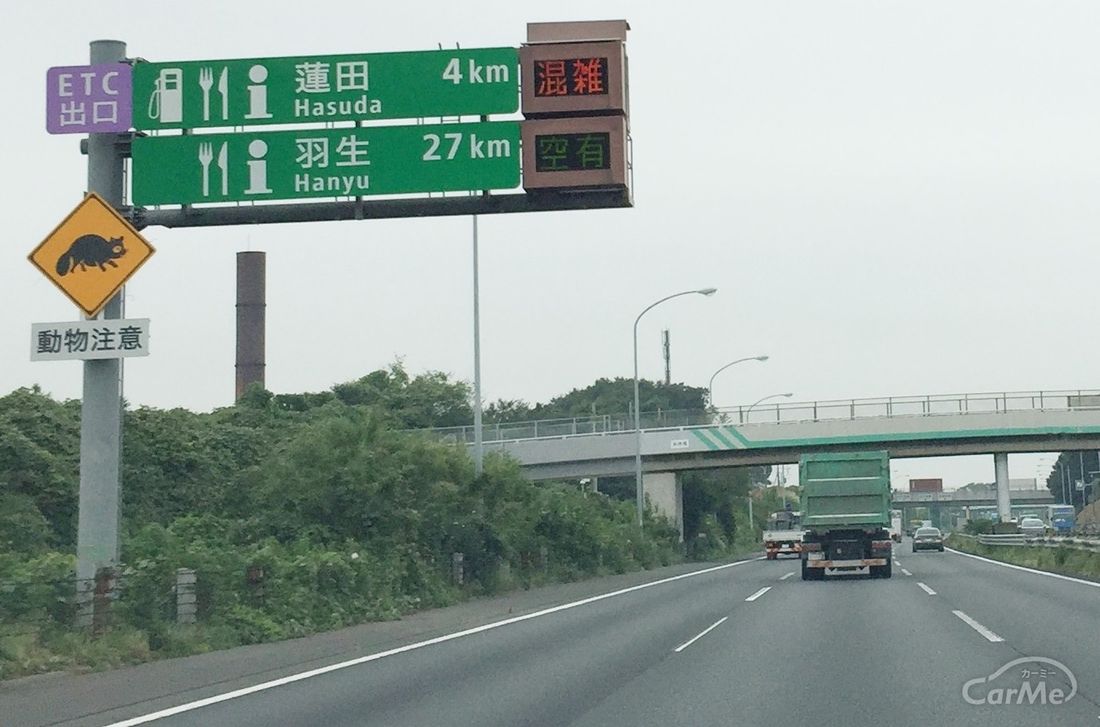 ETC
出口
蓮田 4km
Hasuda
混雑
羽生 27km
Hanyu
空有
動物注意
カーミー
CarMe